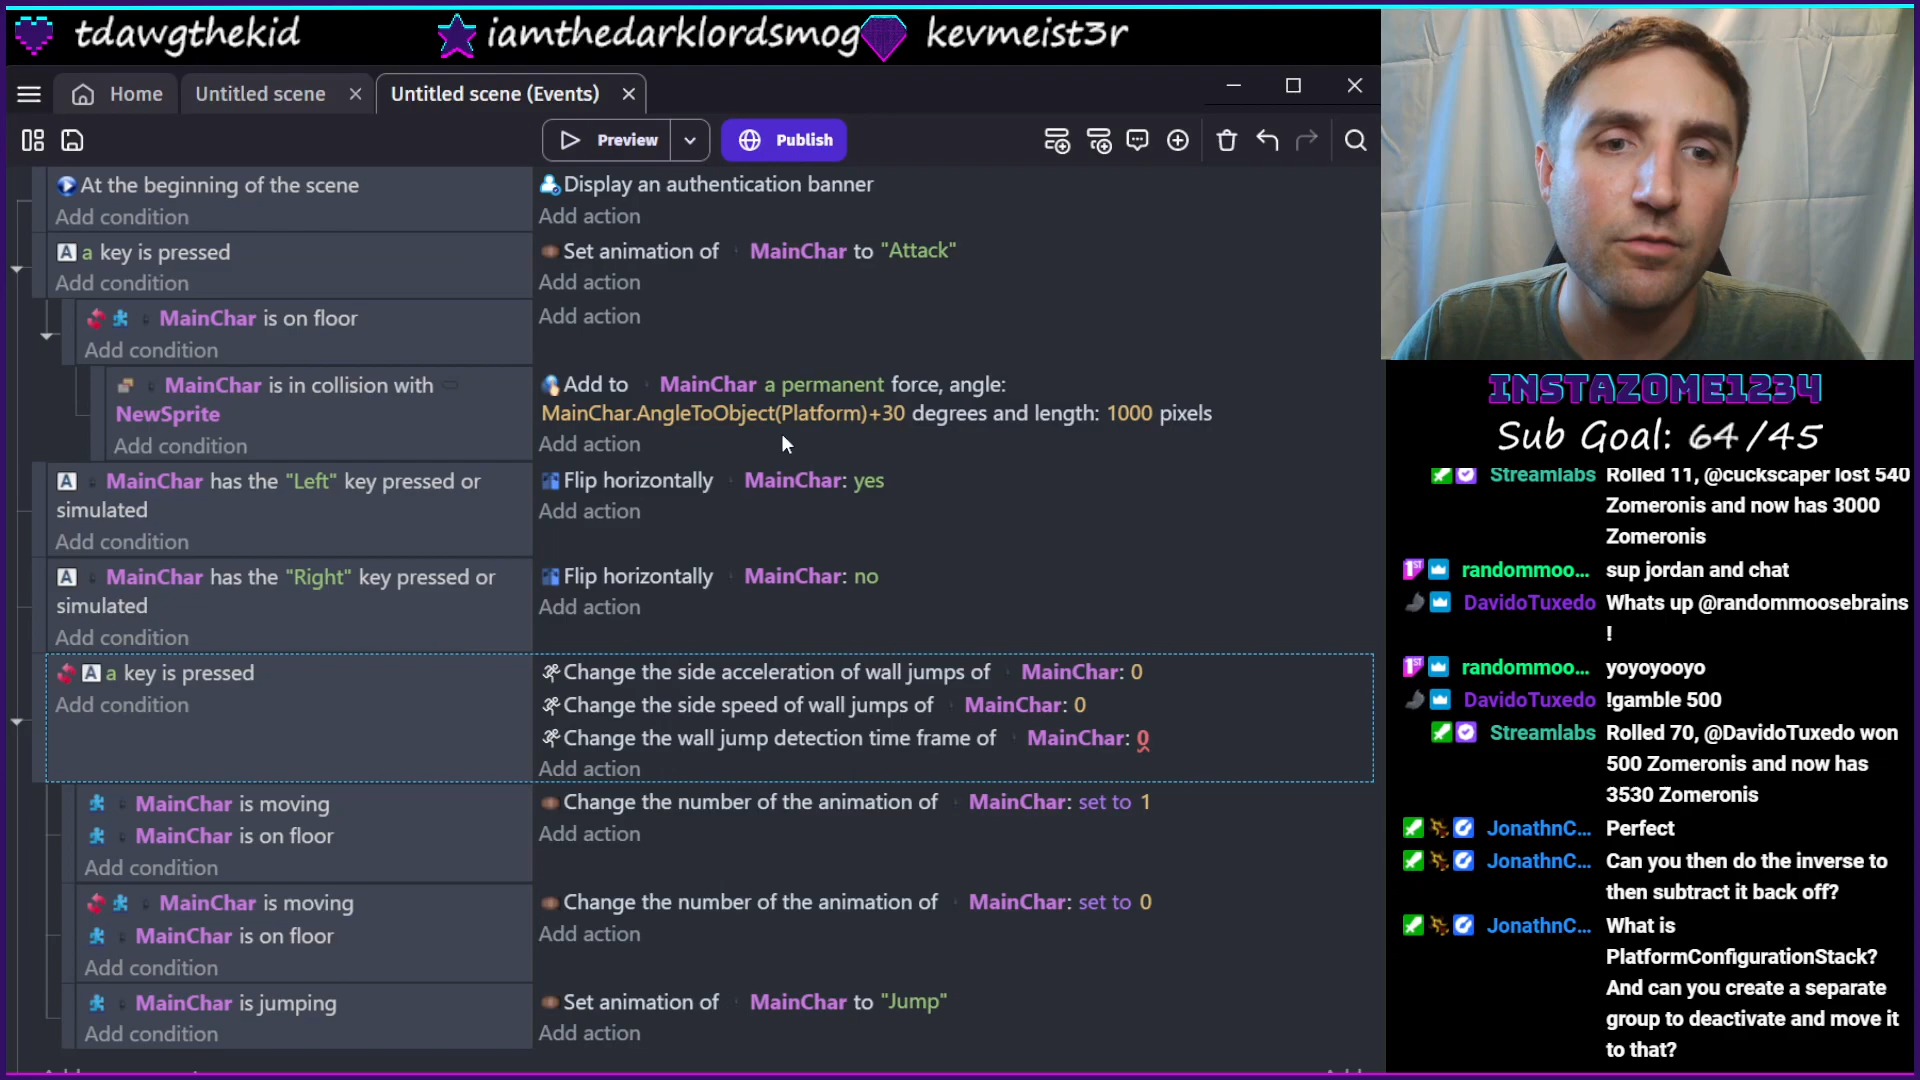 tdawgthekid
iamthedarklordsmog
kevmeist3r
Home
Untitled scene
Untitled scene (Events)
Preview
Publish
At the beginning of the scene
Display an authentication banner
Add condition
Add action
A a key is pressed
Set animation of MainChar to "Attack"
Add condition
Add action
MainChar is on floor
Add action
Add condition
MainChar is in collision with
NewSprite
Add to MainChar a permanent force, angle:
MainChar.AngleToObject(Platform)+30 degrees and length: 1000 pixels
Add condition
Add action
A MainChar has the "Left" key pressed or
simulated
Flip horizontally MainChar: yes
Add condition
Add action
A MainChar has the "Right" key pressed or
simulated
Flip horizontally MainChar: no
Add condition
Add action
A a key is pressed
Add condition
Change the side acceleration of wall jumps of MainChar: 0
Change the side speed of wall jumps of MainChar: 0
Change the wall jump detection time frame of MainChar: 0
Add action
MainChar is moving
MainChar is on floor
Change the number of the animation of MainChar: set to 1
Add condition
Add action
MainChar is moving
MainChar is on floor
Change the number of the animation of MainChar: set to 0
Add condition
Add action
MainChar is jumping
Set animation of MainChar to "Jump"
Add condition
Add action
INSTAZOME1234
Sub Goal: 64/45
Streamlabs Rolled 11, @cuckscaper lost 540
Zomeronis and now has 3000
Zomeronis
1ST randommoo... sup jordan and chat
DavidoTuxedo Whats up @randommoosebrains
!
1ST randommoo... yoyoyooyo
DavidoTuxedo !gamble 500
Streamlabs Rolled 70, @DavidoTuxedo won
500 Zomeronis and now has
3530 Zomeronis
JonathnC... Perfect
JonathnC... Can you then do the inverse to
then subtract it back off?
JonathnC... What is
PlatformConfigurationStack?
And can you create a separate
group to deactivate and move it
to that?